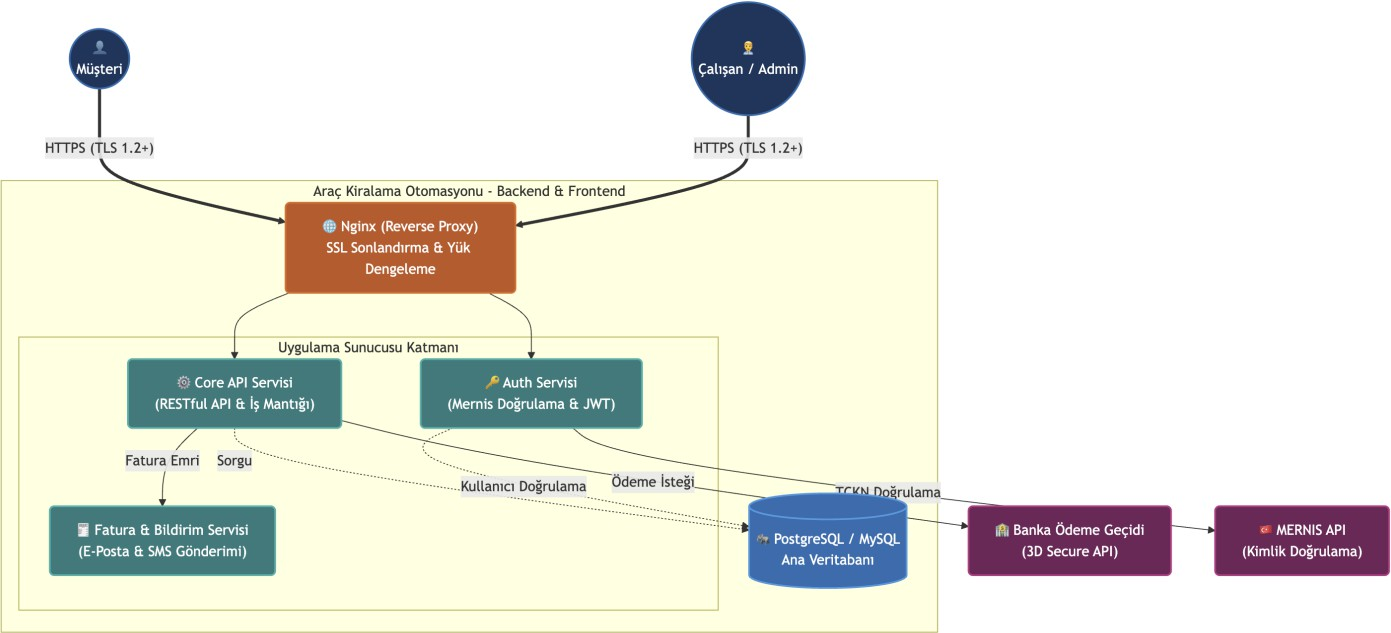 Müşteri
Çalışan / Admin
HTTPS (TLS 1.2+)
HTTPS (TLS 1.2+)
Araç Kiralama Otomasyonu - Backend & Frontend
Nginx (Reverse Proxy)
SSL Sonlandırma & Yük
Dengeleme
Uygulama Sunucusu Katmanı
Core API Servisi
(RESTful API & İş Mantığı)
Auth Servisi
(Mernis Doğrulama & JWT)
Fatura Emri
Sorgu
Kullanıcı Doğrulama
Ödeme İsteği
TCKN Doğrulama
Fatura & Bildirim Servisi
(E-Posta & SMS Gönderimi)
PostgreSQL / MySQL
Ana Veritabanı
Banka Ödeme Geçidi
(3D Secure API)
MERNIS API
(Kimlik Doğrulama)